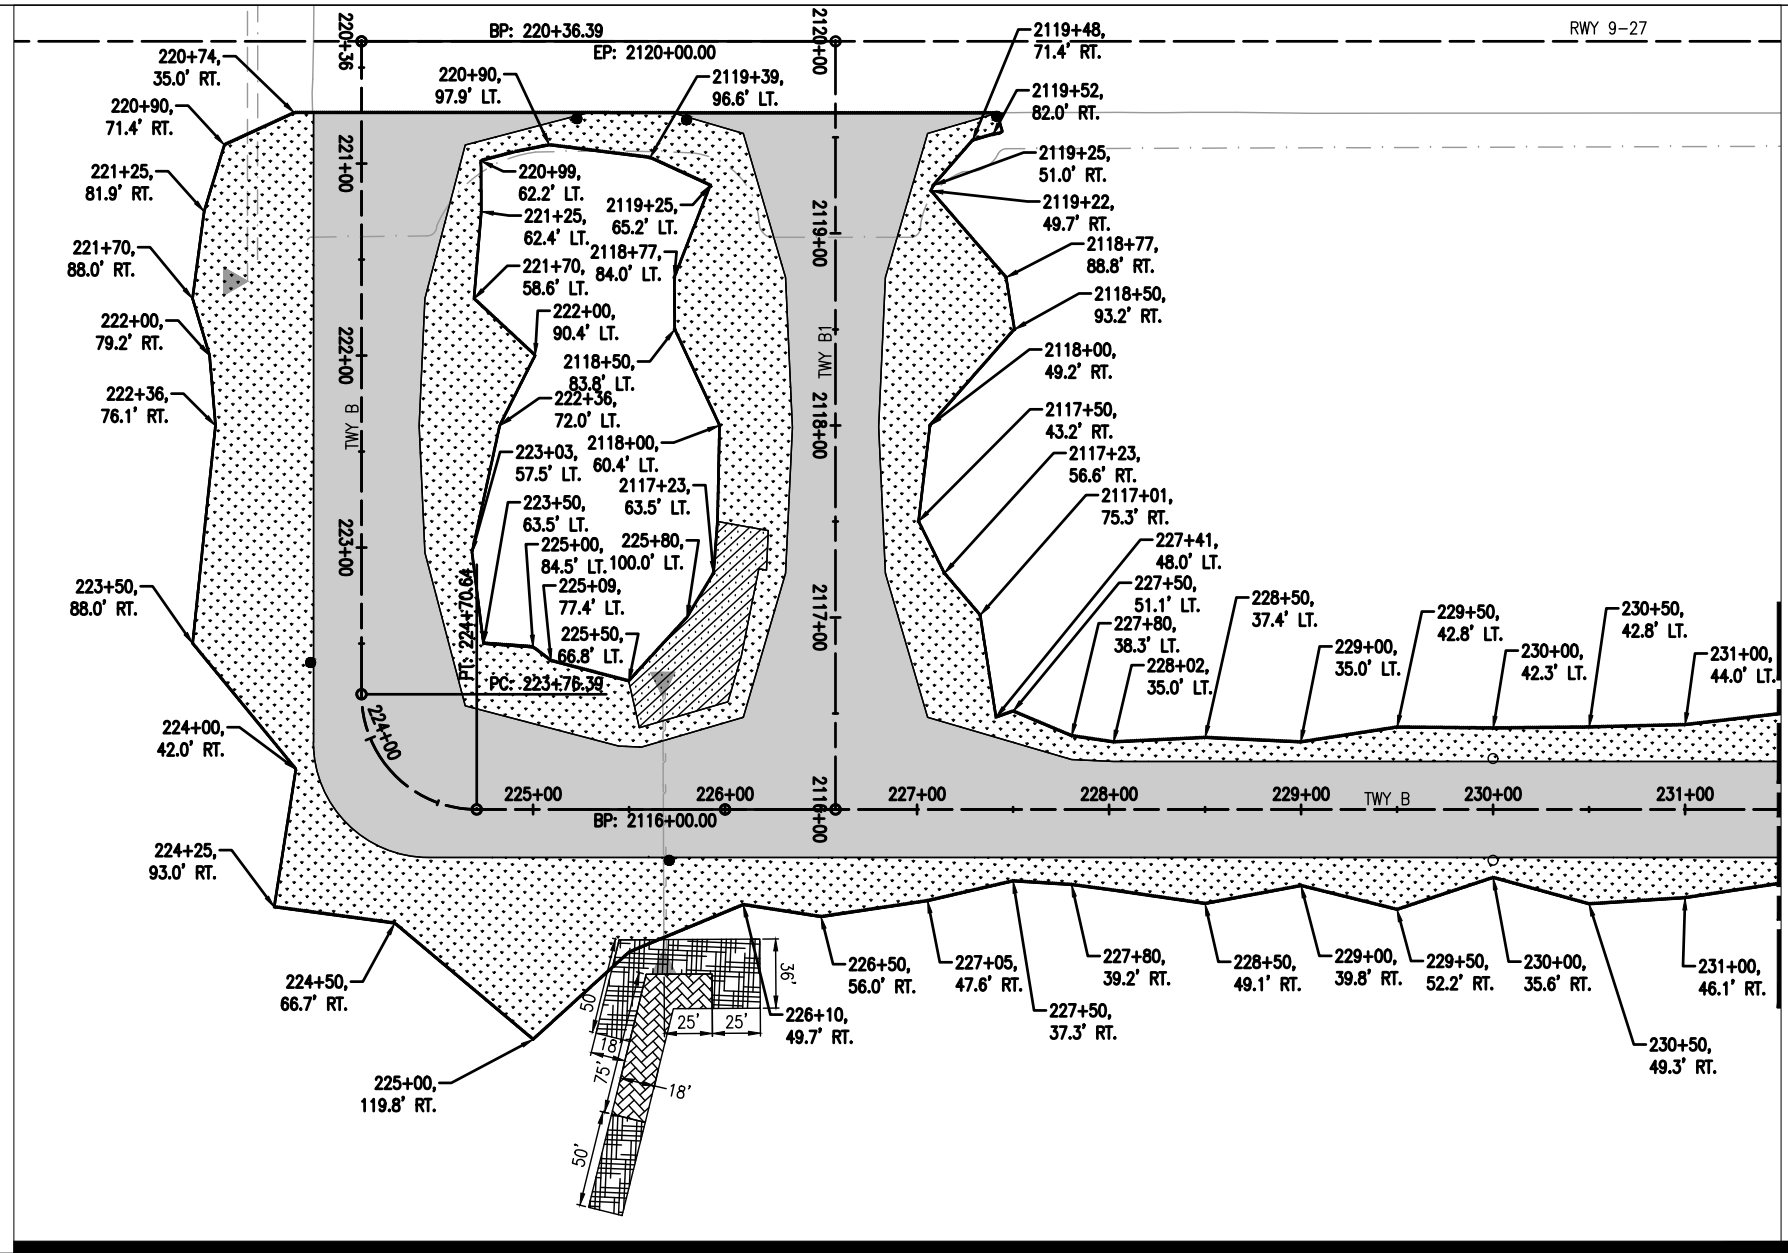 RWY 9-27
BP: 220+36.39
EP: 2120+00.00
220+36
2120+00
220+74,
35.0' RT.
220+90,
71.4' RT.
221+25,
81.9' RT.
221+70,
88.0' RT.
222+00,
79.2' RT.
222+36,
76.1' RT.
223+50,
88.0' RT.
224+00,
42.0' RT.
224+25,
93.0' RT.
224+50,
66.7' RT.
225+00,
119.8' RT.
221+00
222+00
TWY B
223+00
224+00
220+90,
97.9' LT.
2119+39,
96.6' LT.
220+99,
62.2' LT.
221+25,
62.4' LT.
2119+25,
65.2' LT.
2118+77,
84.0' LT.
221+70,
58.6' LT.
222+00,
90.4' LT.
2118+50,
83.8' LT.
222+36,
72.0' LT.
2118+00,
60.4' LT.
223+03,
57.5' LT.
2117+23,
63.5' LT.
223+50,
63.5' LT.
225+00,
84.5' LT.
225+80,
100.0' LT.
225+09,
77.4' LT.
225+50,
66.8' LT.
PT: 224+70.64
PC: 223+76.39
2119+00
TWY B1
2118+00
2117+00
2116+00
2119+48,
71.4' RT.
2119+52,
82.0' RT.
2119+25,
51.0' RT.
2119+22,
49.7' RT.
2118+77,
88.8' RT.
2118+50,
93.2' RT.
2118+00,
49.2' RT.
2117+50,
43.2' RT.
2117+23,
56.6' RT.
2117+01,
75.3' RT.
227+41,
48.0' LT.
227+50,
51.1' LT.
227+80,
38.3' LT.
228+02,
35.0' LT.
228+50,
37.4' LT.
229+00,
35.0' LT.
229+50,
42.8' LT.
230+00,
42.3' LT.
230+50,
42.8' LT.
231+00,
44.0' LT.
225+00
226+00
227+00
228+00
229+00
TWY B
230+00
231+00
BP: 2116+00.00
226+10,
49.7' RT.
226+50,
56.0' RT.
227+05,
47.6' RT.
227+50,
37.3' RT.
227+80,
39.2' RT.
228+50,
49.1' RT.
229+00,
39.8' RT.
229+50,
52.2' RT.
230+00,
35.6' RT.
230+50,
49.3' RT.
231+00,
46.1' RT.
36'
50'
25'
25'
18'
75'
18'
50'